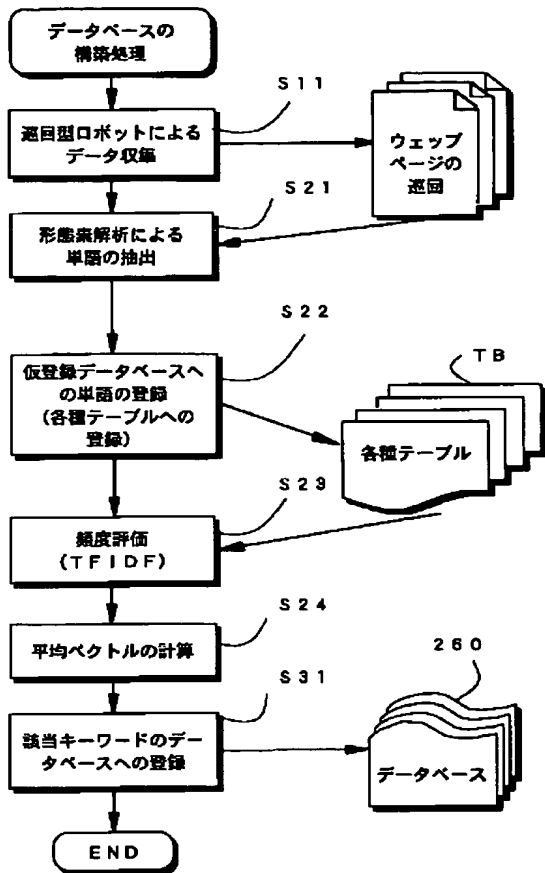 データベースの
構築処理
S11
巡回型ロボットによる
データ収集
ウェップ
ページの
巡回
S21
形態素解析による
単語の抽出
S22
仮登録データベースへ
の単語の登録
(各種テーブルへの
登録)
TB
各種テーブル
S23
頻度評価
(TFIDF)
S24
平均ベクトルの計算
S31
260
該当キーワードのデー
タベースへの登録
データベース
END